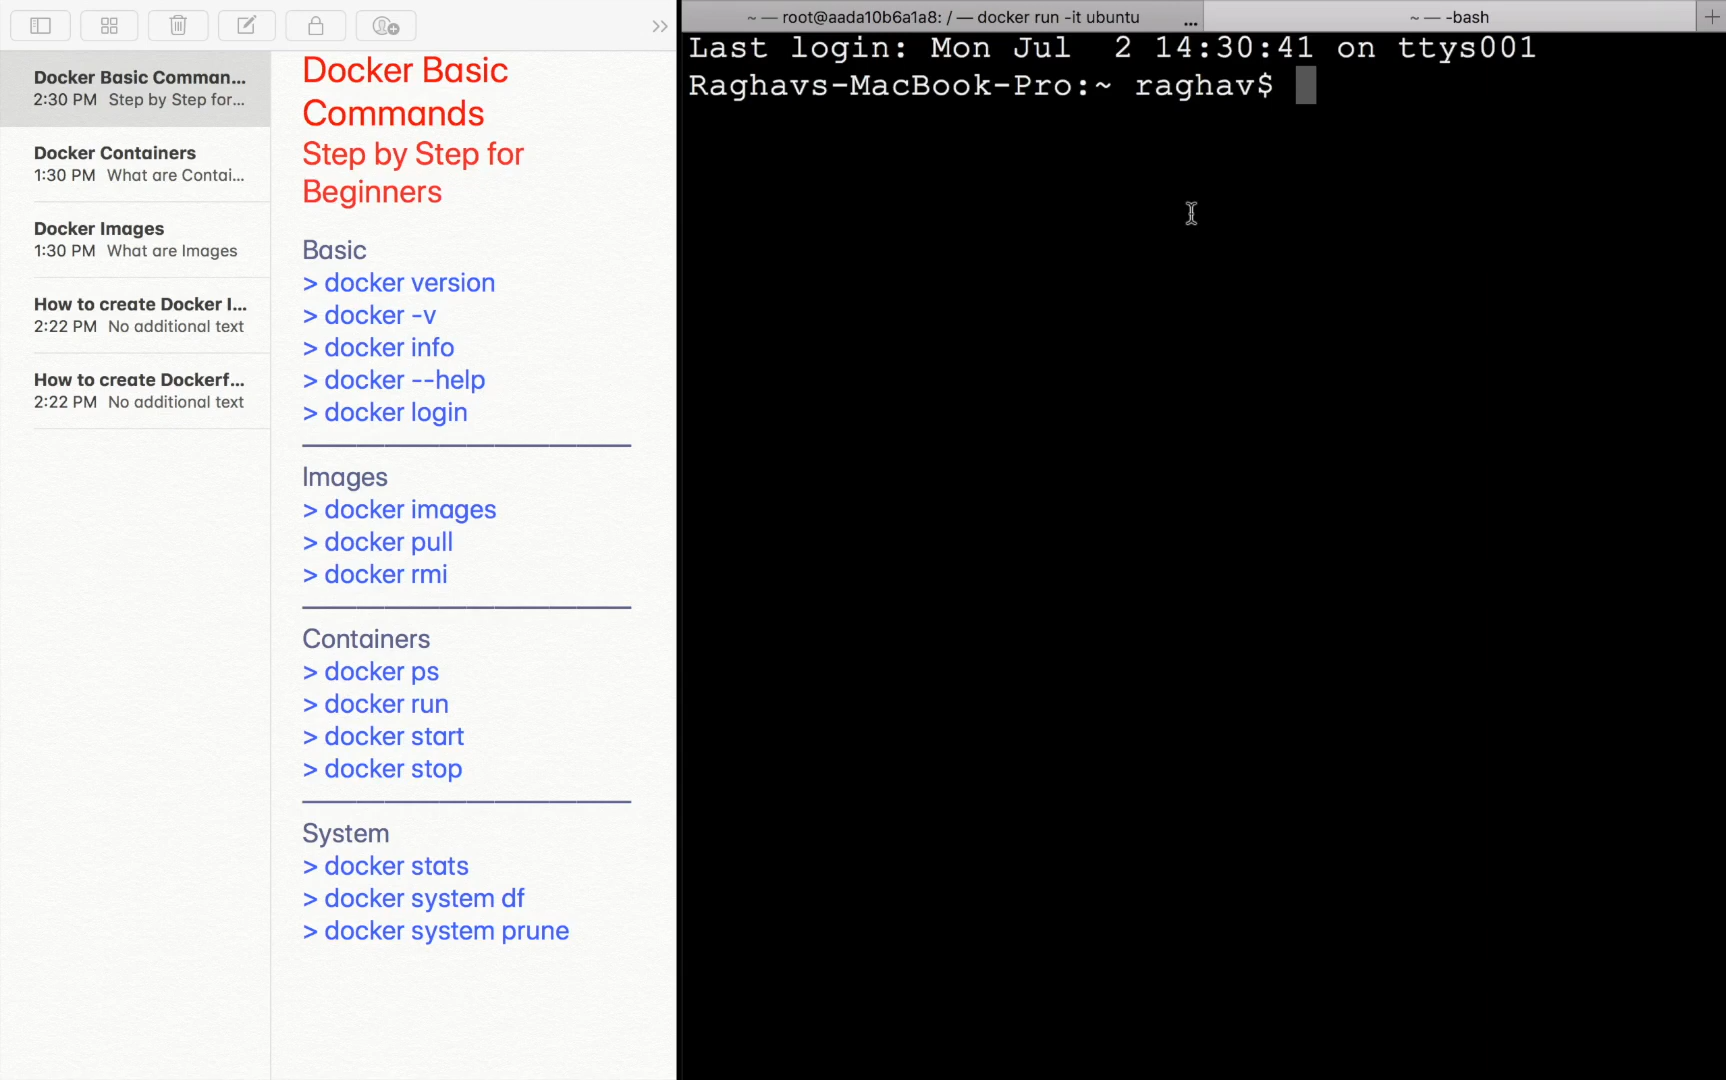 Docker Basic Comman...
2:30 PM Step by Step for...
Docker Containers
1:30 PM What are Contai...
Docker Images
1:30 PM What are Images
How to create Docker I...
2:22 PM No additional text
How to create Dockerf...
2:22 PM No additional text
Docker Basic
Commands
Step by Step for
Beginners
Basic
> docker version
> docker -v
> docker info
> docker --help
> docker login
Images
> docker images
> docker pull
> docker rmi
Containers
> docker ps
> docker run
> docker start
> docker stop
System
> docker stats
> docker system df
> docker system prune
~ — root@aada10b6a1a8: / — docker run -it ubuntu ...
~ — -bash
Last login: Mon Jul  2 14:30:41 on ttys001
Raghavs-MacBook-Pro:~ raghav$